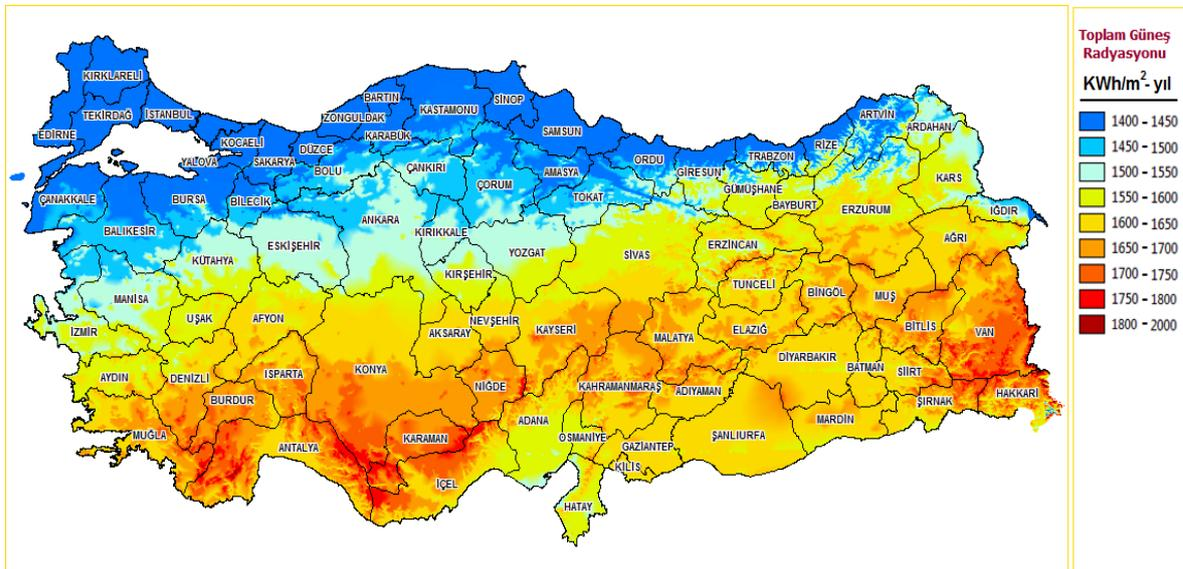 Toplam Güneş
Radyasyonu
KWh/m²- yıl
1400 - 1450
1450 - 1500
1500 - 1550
1550 - 1600
1600 - 1650
1650 - 1700
1700 - 1750
1750 - 1800
1800 - 2000
KIRKLARELİ
TEKİRDAĞ
İSTANBUL
EDİRNE
KOCAELİ
YALOVA
SAKARYA
DÜZCE
ZONGULDAK
BARTIN
KARABÜK
KASTAMONU
SİNOP
SAMSUN
BOLU
ÇANKIRI
ÇORUM
AMASYA
TOKAT
ORDU
GİRESUN
TRABZON
RİZE
ARTVİN
ARDAHAN
KARS
GÜMÜŞHANE
BAYBURT
ERZURUM
IĞDIR
AĞRI
ÇANAKKALE
BALIKESİR
BURSA
BİLECİK
ESKİŞEHİR
ANKARA
KIRIKKALE
YOZGAT
SİVAS
ERZİNCAN
KÜTAHYA
KIRŞEHİR
TUNCELİ
BİNGÖL
MUŞ
MANİSA
İZMİR
UŞAK
AFYON
AKSARAY
NEVŞEHİR
KAYSERİ
MALATYA
ELAZIĞ
BİTLİS
VAN
AYDIN
DENİZLİ
ISPARTA
KONYA
NİĞDE
KAHRAMANMARAŞ
ADIYAMAN
DİYARBAKIR
BATMAN
SİİRT
ŞIRNAK
HAKKARİ
BURDUR
MUĞLA
ANTALYA
KARAMAN
İÇEL
ADANA
OSMANİYE
GAZİANTEP
KİLİS
ŞANLIURFA
MARDİN
HATAY